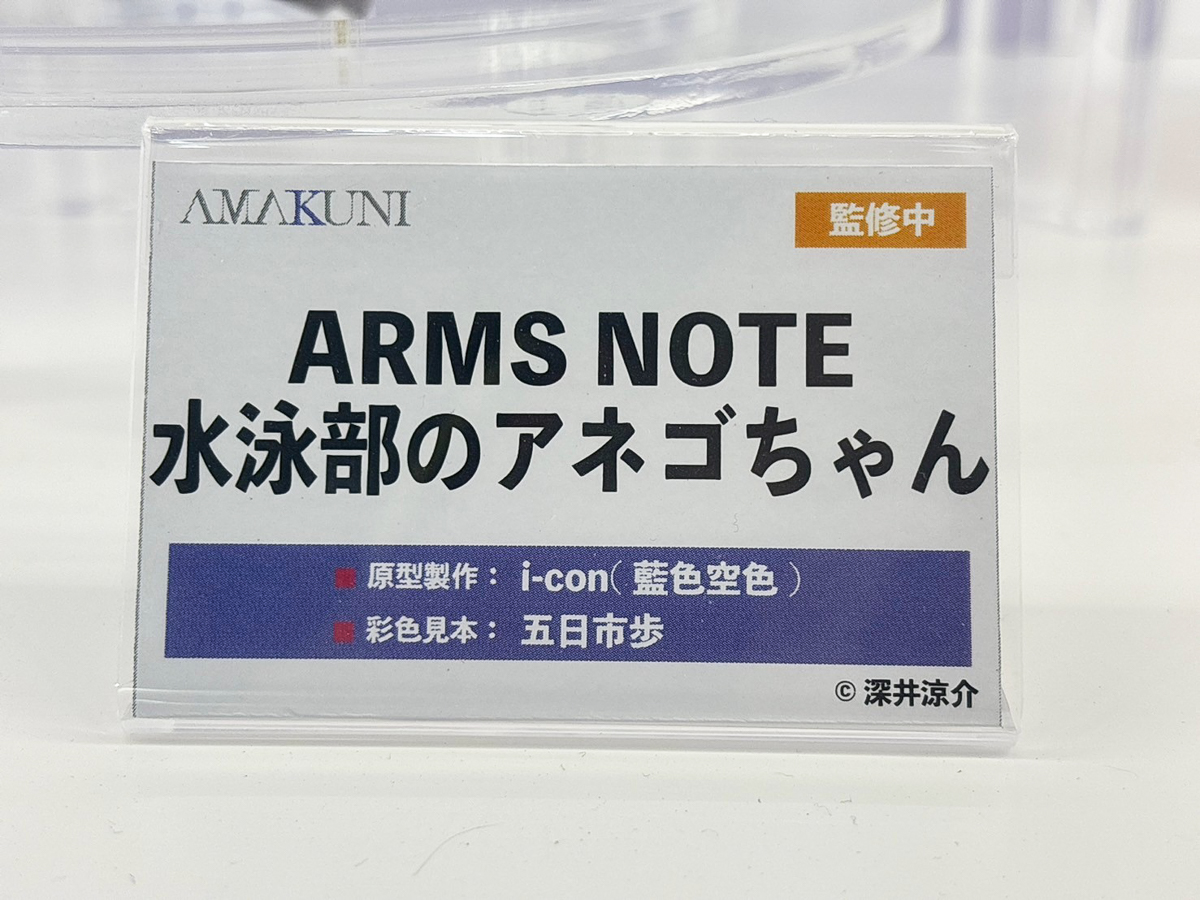 AMAKUNI
監修中
ARMS NOTE
水泳部のアネゴちゃん
■ 原型製作： i-con（藍色空色）
■ 彩色見本： 五日市歩
© 深井涼介